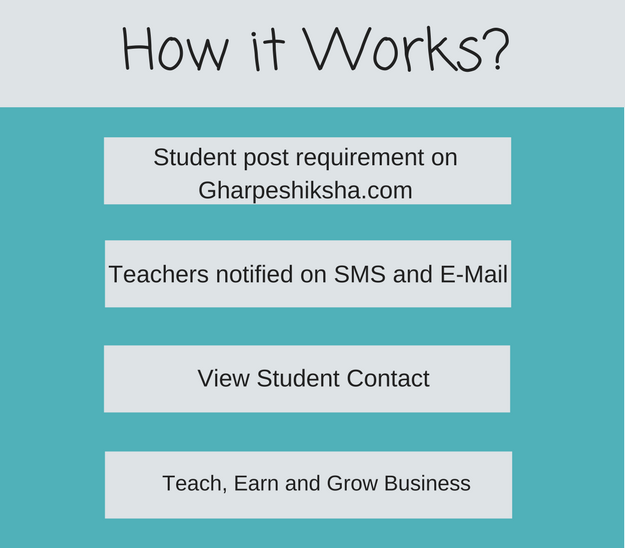 How it Works?
Student post requirement on
Gharpeshiksha.com
Teachers notified on SMS and E-Mail
View Student Contact
Teach, Earn and Grow Business